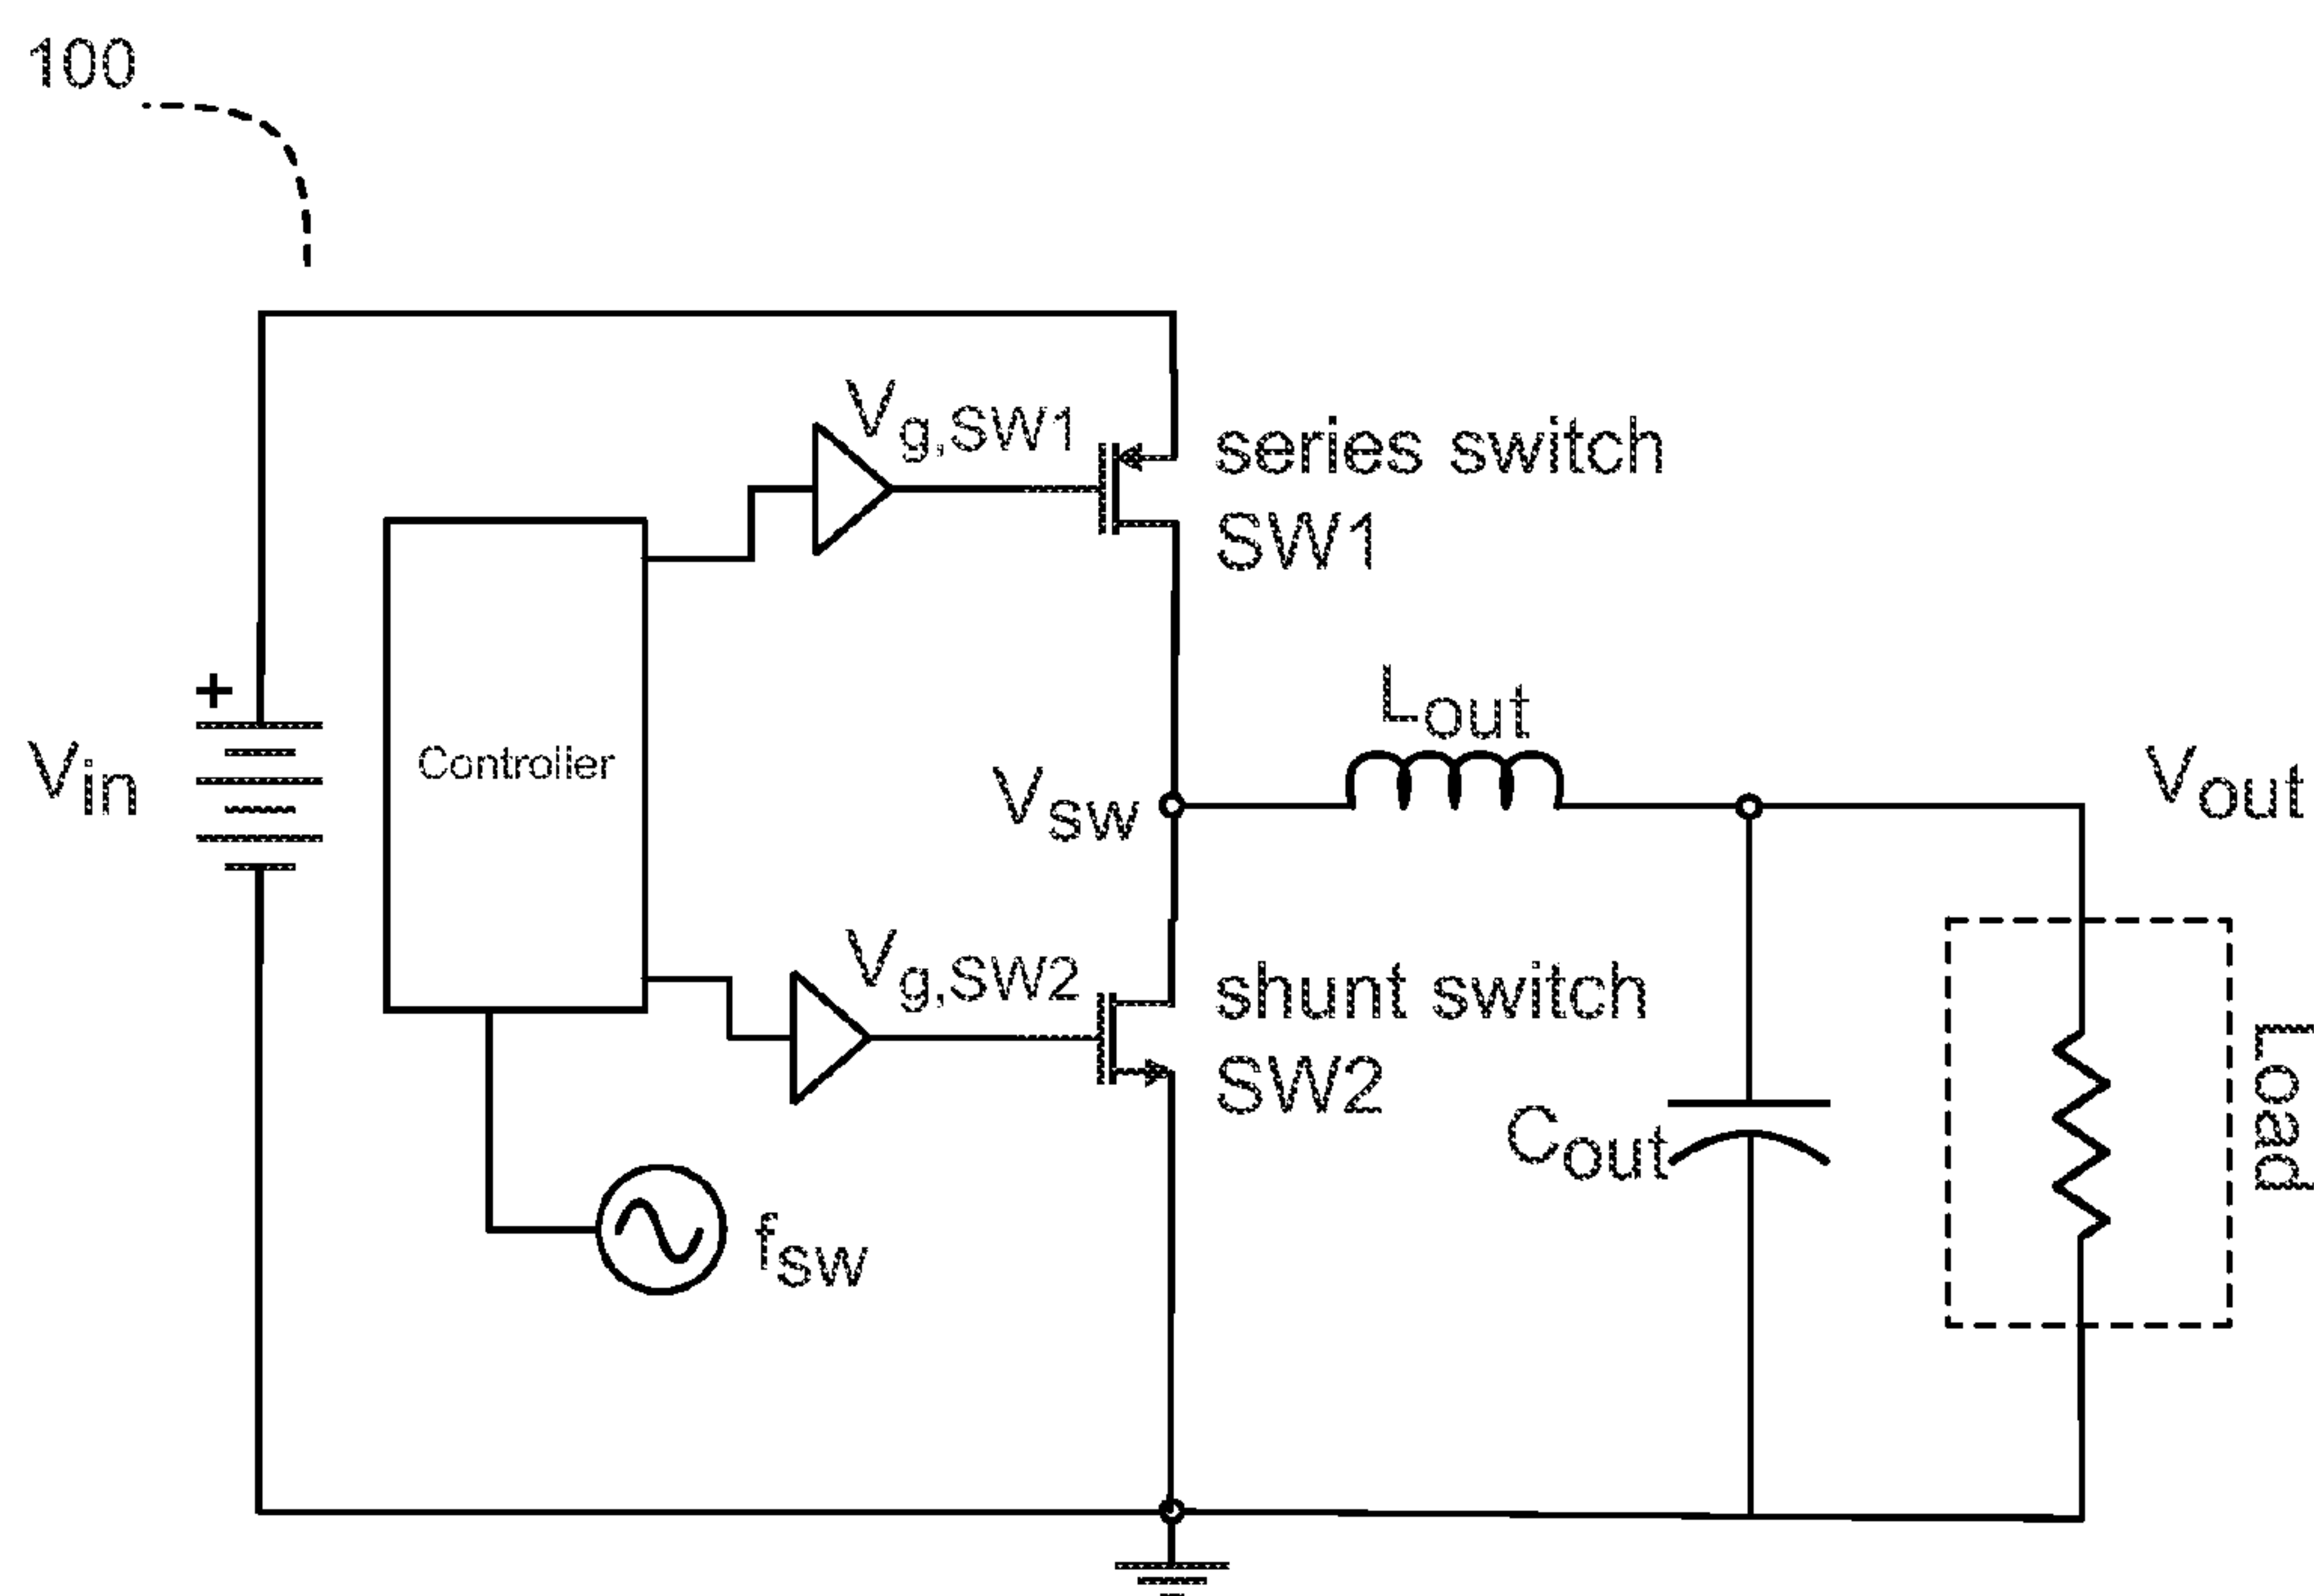 100
Vg,SW1
series switch
SW1
+
Vin
Controller
Lout
Vsw
Vout
Vg,SW2
shunt switch
SW2
Cout
Load
fsw